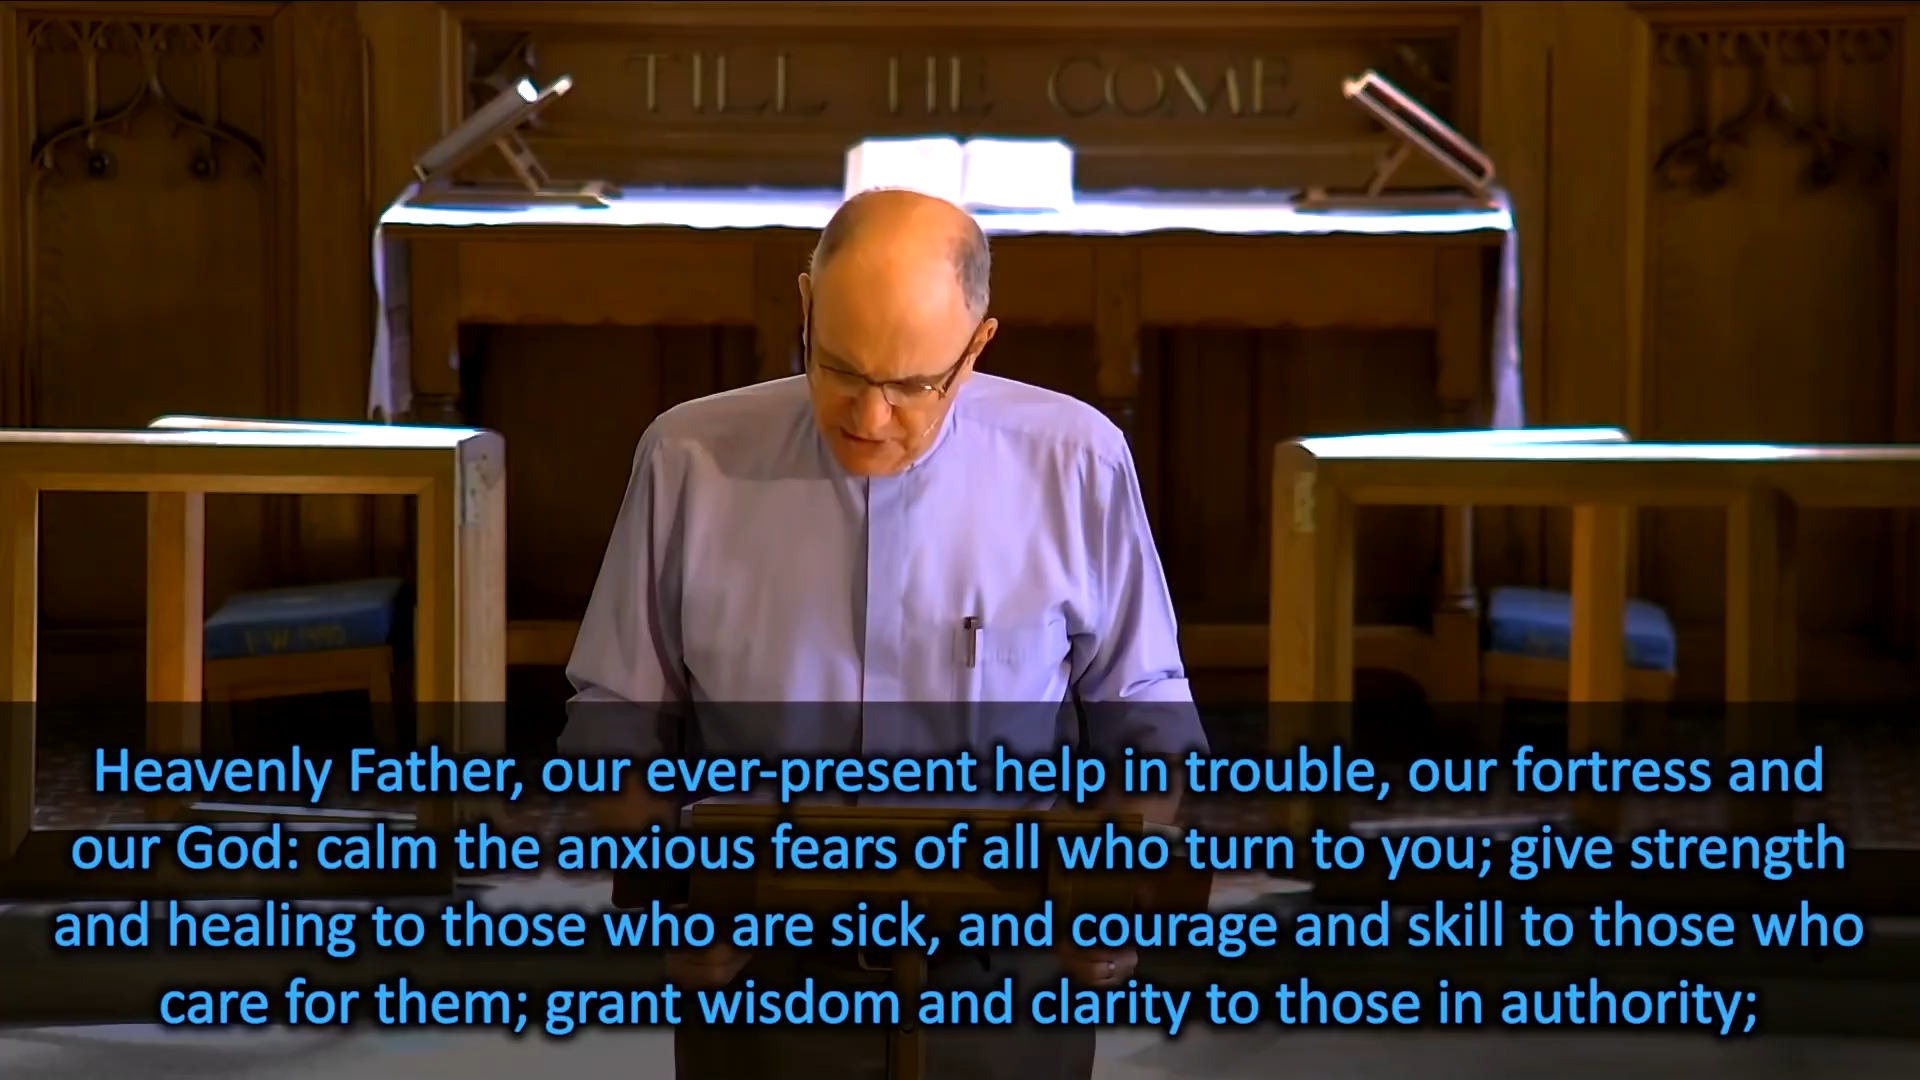 TILL HE COME
Heavenly Father, our ever-present help in trouble, our fortress and
our God: calm the anxious fears of all who turn to you; give strength
and healing to those who are sick, and courage and skill to those who
care for them; grant wisdom and clarity to those in authority;